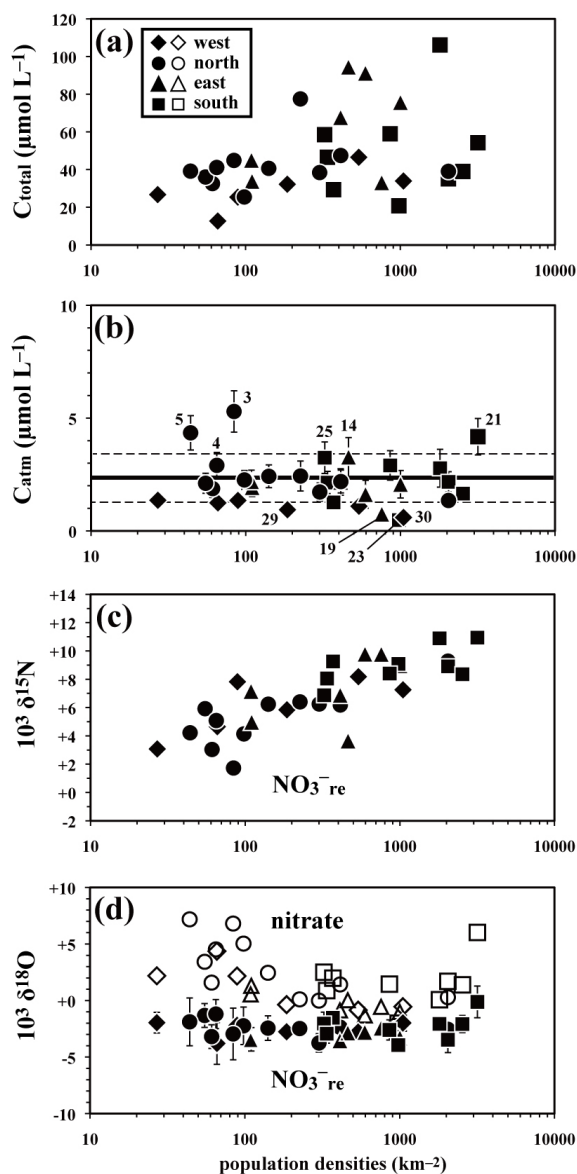 (a)
west
north
east
south
C_total (μmol L⁻¹)
120
100
80
60
40
20
0
10 100 1000 10000
(b)
C_atm (μmol L⁻¹)
10
5
0
5 3 4 25 14 21
29 19 23 30
10 100 1000 10000
(c)
10³ δ¹⁵N
+14
+12
+10
+8
+6
+4
+2
+0
-2
NO₃⁻re
10 100 1000 10000
(d)
nitrate
10³ δ¹⁸O
+10
+5
+0
-5
-10
NO₃⁻re
10 100 1000 10000
population densities (km⁻²)